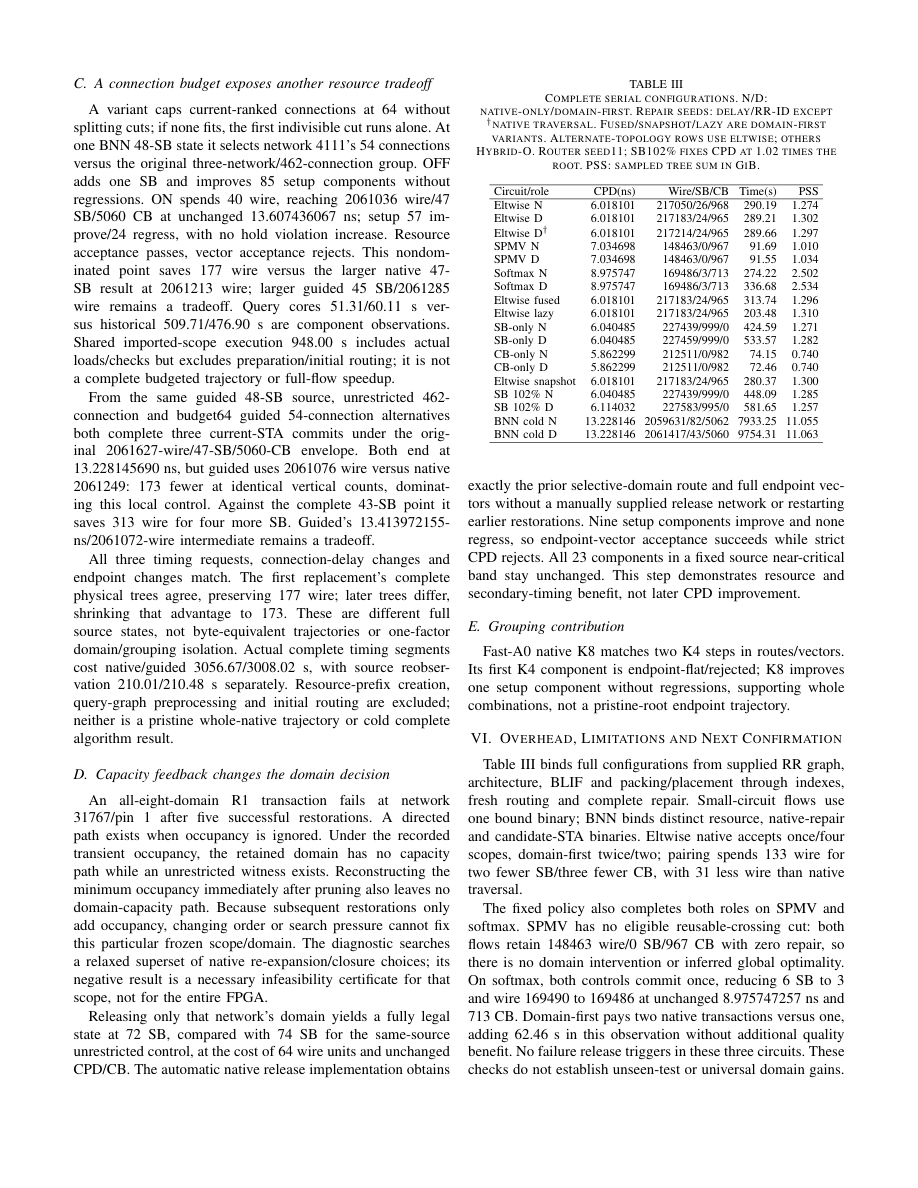 C. A connection budget exposes another resource tradeoff
A variant caps current-ranked connections at 64 without
splitting cuts; if none fits, the first indivisible cut runs alone. At
one BNN 48-SB state it selects network 4111's 54 connections
versus the original three-network/462-connection group. OFF
adds one SB and improves 85 setup components without
regressions. ON spends 40 wire, reaching 2061036 wire/47
SB/5060 CB at unchanged 13.607436067 ns; setup 57 im-
prove/24 regress, with no hold violation increase. Resource
acceptance passes, vector acceptance rejects. This nondom-
inated point saves 177 wire versus the larger native 47-
SB result at 2061213 wire; larger guided 45 SB/2061285
wire remains a tradeoff. Query cores 51.31/60.11 s ver-
sus historical 509.71/476.90 s are component observations.
Shared imported-scope execution 948.00 s includes actual
loads/checks but excludes preparation/initial routing; it is not
a complete budgeted trajectory or full-flow speedup.
From the same guided 48-SB source, unrestricted 462-
connection and budget64 guided 54-connection alternatives
both complete three current-STA commits under the orig-
inal 2061627-wire/47-SB/5060-CB envelope. Both end at
13.228145690 ns, but guided uses 2061076 wire versus native
2061249: 173 fewer at identical vertical counts, dominat-
ing this local control. Against the complete 43-SB point it
saves 313 wire for four more SB. Guided's 13.413972155-
ns/2061072-wire intermediate remains a tradeoff.
All three timing requests, connection-delay changes and
endpoint changes match. The first replacement's complete
physical trees agree, preserving 177 wire; later trees differ,
shrinking that advantage to 173. These are different full
source states, not byte-equivalent trajectories or one-factor
domain/grouping isolation. Actual complete timing segments
cost native/guided 3056.67/3008.02 s, with source reobser-
vation 210.01/210.48 s separately. Resource-prefix creation,
query-graph preprocessing and initial routing are excluded;
neither is a pristine whole-native trajectory or cold complete
algorithm result.
D. Capacity feedback changes the domain decision
An all-eight-domain R1 transaction fails at network
31767/pin 1 after five successful restorations. A directed
path exists when occupancy is ignored. Under the recorded
transient occupancy, the retained domain has no capacity
path while an unrestricted witness exists. Reconstructing the
minimum occupancy immediately after pruning also leaves no
domain-capacity path. Because subsequent restorations only
add occupancy, changing order or search pressure cannot fix
this particular frozen scope/domain. The diagnostic searches
a relaxed superset of native re-expansion/closure choices; its
negative result is a necessary infeasibility certificate for that
scope, not for the entire FPGA.
Releasing only that network's domain yields a fully legal
state at 72 SB, compared with 74 SB for the same-source
unrestricted control, at the cost of 64 wire units and unchanged
CPD/CB. The automatic native release implementation obtains
TABLE III
COMPLETE SERIAL CONFIGURATIONS. N/D:
NATIVE-ONLY/DOMAIN-FIRST. REPAIR SEEDS: DELAY/RR-ID EXCEPT
†NATIVE TRAVERSAL. FUSED/SNAPSHOT/LAZY ARE DOMAIN-FIRST
VARIANTS. ALTERNATE-TOPOLOGY ROWS USE ELTWISE; OTHERS
HYBRID-O. ROUTER SEED11; SB102% FIXES CPD AT 1.02 TIMES THE
ROOT. PSS: SAMPLED TREE SUM IN GIB.
Circuit/role CPD(ns) Wire/SB/CB Time(s) PSS
Eltwise N 6.018101 217050/26/968 290.19 1.274
Eltwise D 6.018101 217183/24/965 289.21 1.302
Eltwise D† 6.018101 217214/24/965 289.66 1.297
SPMV N 7.034698 148463/0/967 91.69 1.010
SPMV D 7.034698 148463/0/967 91.55 1.034
Softmax N 8.975747 169486/3/713 274.22 2.502
Softmax D 8.975747 169486/3/713 336.68 2.534
Eltwise fused 6.018101 217183/24/965 313.74 1.296
Eltwise lazy 6.018101 217183/24/965 203.48 1.310
SB-only N 6.040485 227439/999/0 424.59 1.271
SB-only D 6.040485 227459/999/0 533.57 1.282
CB-only N 5.862299 212511/0/982 74.15 0.740
CB-only D 5.862299 212511/0/982 72.46 0.740
Eltwise snapshot 6.018101 217183/24/965 280.37 1.300
SB 102% N 6.040485 227439/999/0 448.09 1.285
SB 102% D 6.114032 227583/995/0 581.65 1.257
BNN cold N 13.228146 2059631/82/5062 7933.25 11.055
BNN cold D 13.228146 2061417/43/5060 9754.31 11.063
exactly the prior selective-domain route and full endpoint vec-
tors without a manually supplied release network or restarting
earlier restorations. Nine setup components improve and none
regress, so endpoint-vector acceptance succeeds while strict
CPD rejects. All 23 components in a fixed source near-critical
band stay unchanged. This step demonstrates resource and
secondary-timing benefit, not later CPD improvement.
E. Grouping contribution
Fast-A0 native K8 matches two K4 steps in routes/vectors.
Its first K4 component is endpoint-flat/rejected; K8 improves
one setup component without regressions, supporting whole
combinations, not a pristine-root endpoint trajectory.
VI. OVERHEAD, LIMITATIONS AND NEXT CONFIRMATION
Table III binds full configurations from supplied RR graph,
architecture, BLIF and packing/placement through indexes,
fresh routing and complete repair. Small-circuit flows use
one bound binary; BNN binds distinct resource, native-repair
and candidate-STA binaries. Eltwise native accepts once/four
scopes, domain-first twice/two; pairing spends 133 wire for
two fewer SB/three fewer CB, with 31 less wire than native
traversal.
The fixed policy also completes both roles on SPMV and
softmax. SPMV has no eligible reusable-crossing cut: both
flows retain 148463 wire/0 SB/967 CB with zero repair, so
there is no domain intervention or inferred global optimality.
On softmax, both controls commit once, reducing 6 SB to 3
and wire 169490 to 169486 at unchanged 8.975747257 ns and
713 CB. Domain-first pays two native transactions versus one,
adding 62.46 s in this observation without additional quality
benefit. No failure release triggers in these three circuits. These
checks do not establish unseen-test or universal domain gains.